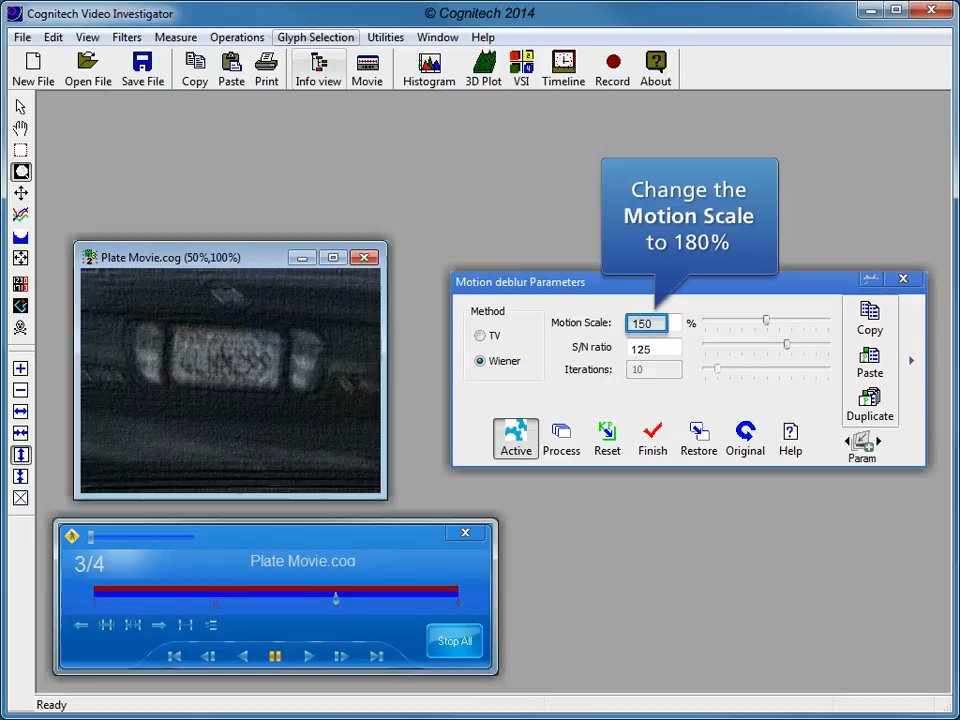 Cognitech Video Investigator
© Cognitech 2014
File Edit View Filters Measure Operations Glyph Selection Utilities Window Help
New File Open File Save File Copy Paste Print Info view Movie Histogram 3D Plot VSI Timeline Record About
Change the
Motion Scale
to 180%
Plate Movie.cog (50%,100%)
Motion deblur Parameters
Method
TV
Wiener
Motion Scale: 150 %
S/N ratio 125
Iterations: 10
Copy
Paste
Duplicate
Param
Active Process Reset Finish Restore Original Help
3/4
Plate Movie.cog
1 4
Stop All
Ready